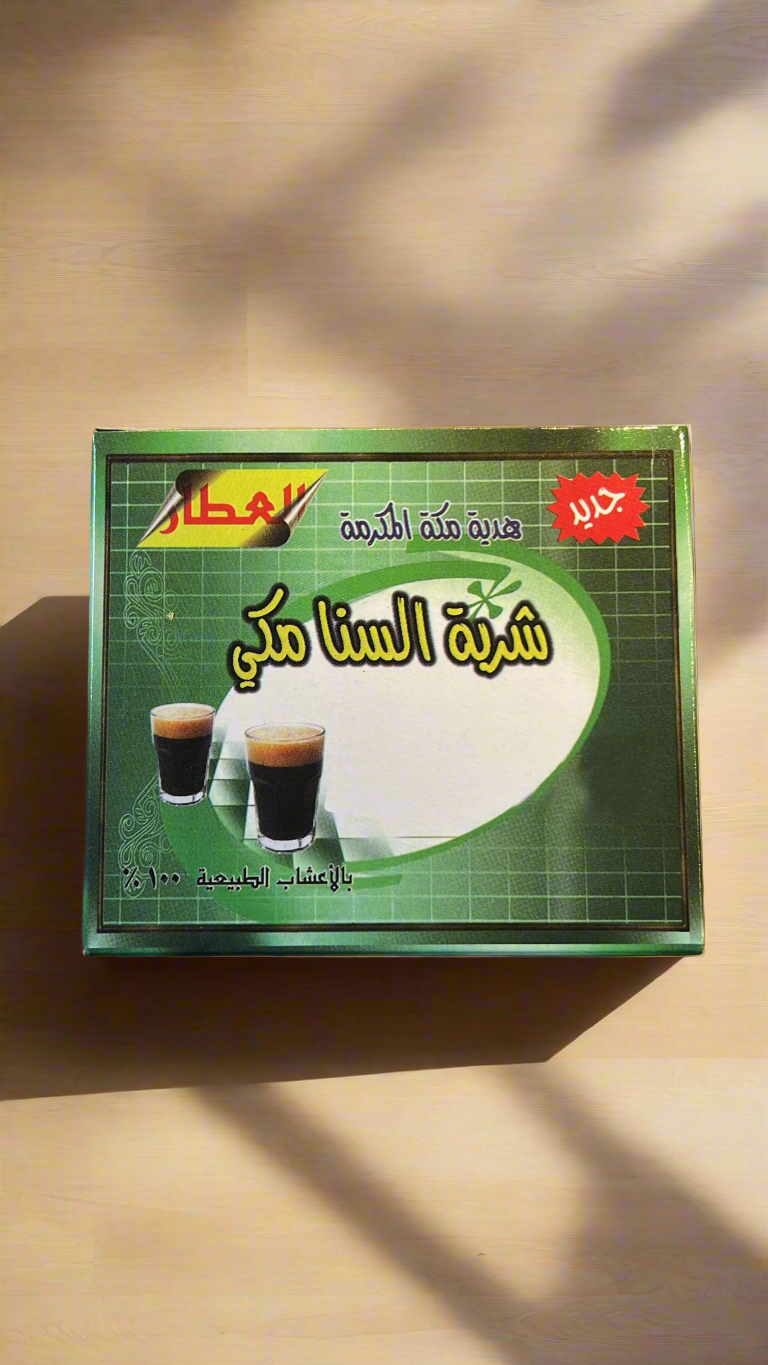 العطار
هدية مكة المكرمة
جديد
شربة السنا مكي
بالأعشاب الطبيعية ١٠٠٪